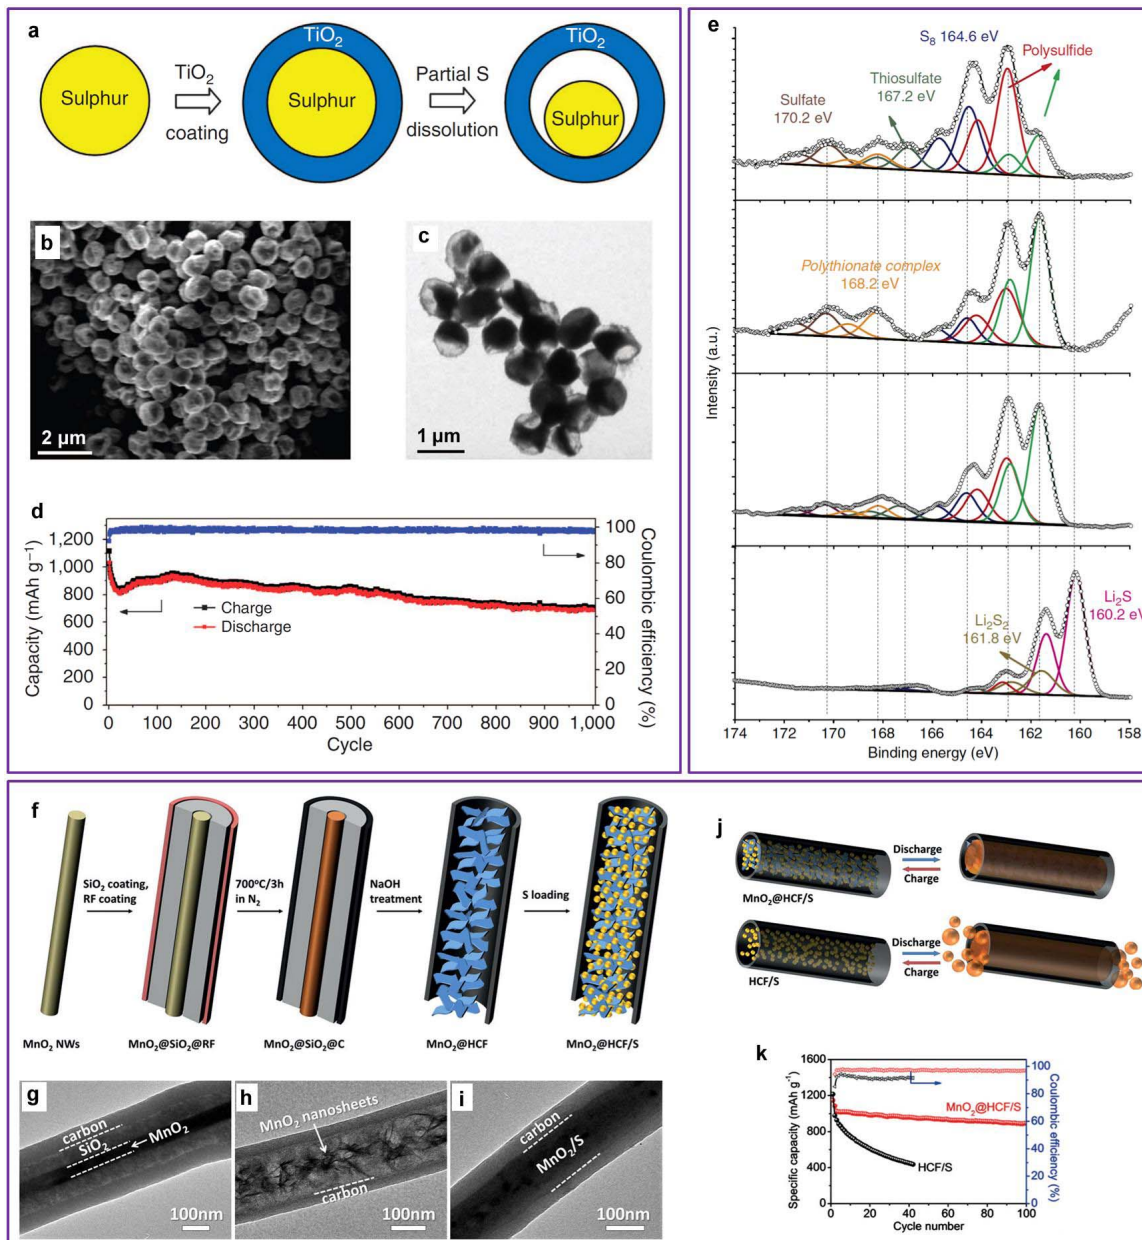 a
TiO₂
TiO₂
Sulphur
TiO₂
coating
Sulphur
Partial S
dissolution
Sulphur
b
2 µm
c
1 µm
d
Capacity (mAh g⁻¹)
1,200
1,000
800
600
400
200
0
Charge
Discharge
100
80
60
40
20
0
Coulombic efficiency
(%)
0 100 200 300 400 500 600 700 800 900 1,000
Cycle
e
S₈ 164.6 eV
Polysulfide
Thiosulfate
167.2 eV
Sulfate
170.2 eV
Polythionate complex
168.2 eV
Intensity (a.u.)
Li₂S
160.2eV
Li₂S₂
161.8 eV
174 172 170 168 166 164 162 160 158
Binding energy (eV)
f
SiO₂ coating,
RF coating
700°C/3h
in N₂
NaOH
treatment
S loading
MnO₂ NWs
MnO₂@SiO₂@RF
MnO₂@SiO₂@C
MnO₂@HCF
MnO₂@HCF/S
g
carbon
SiO₂
MnO₂
100nm
h
MnO₂ nanosheets
carbon
100nm
i
carbon
MnO₂/S
100nm
j
Discharge
Charge
MnO₂@HCF/S
Discharge
Charge
HCF/S
k
Specific capacity (mAh g⁻¹)
1600
1200
800
400
0
MnO₂@HCF/S
HCF/S
100
90
80
70
60
50
40
30
20
10
0
Coulombic efficiency
(%)
0 20 40 60 80 100
Cycle number